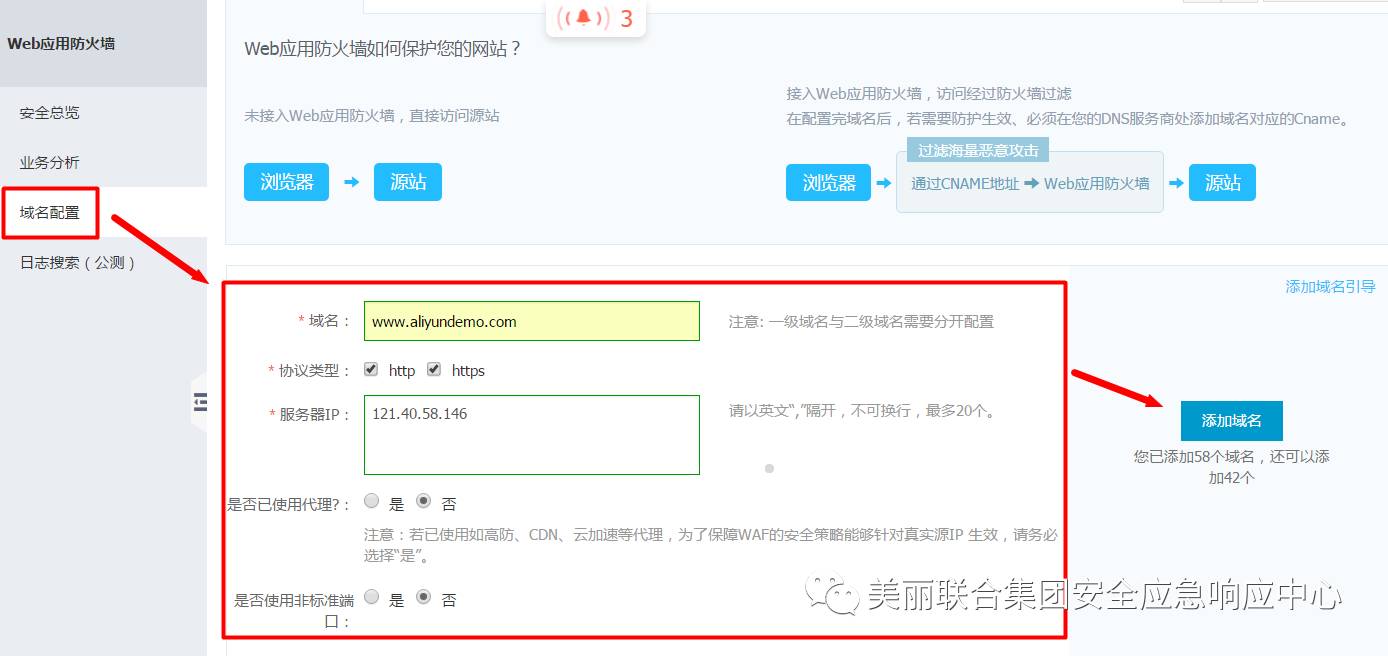 Web应用防火墙
安全总览
业务分析
域名配置
日志搜索（公测）
3
Web应用防火墙如何保护您的网站？
未接入Web应用防火墙，直接访问源站
浏览器
源站
接入Web应用防火墙，访问经过防火墙过滤
在配置完域名后，若需要防护生效、必须在您的DNS服务商处添加域名对应的Cname。
过滤海量恶意攻击
浏览器
通过CNAME地址
Web应用防火墙
源站
添加域名引导
* 域名：
www.aliyundemo.com
注意: 一级域名与二级域名需要分开配置
* 协议类型：
http
https
* 服务器IP：
121.40.58.146
请以英文“,”隔开，不可换行，最多20个。
添加域名
您已添加58个域名，还可以添
加42个
是否已使用代理?：
是
否
注意：若已使用如高防、CDN、云加速等代理，为了保障WAF的安全策略能够针对真实源IP 生效，请务必
选择“是”。
是否使用非标准端
口：
是
否
美丽联合集团安全应急响应中心